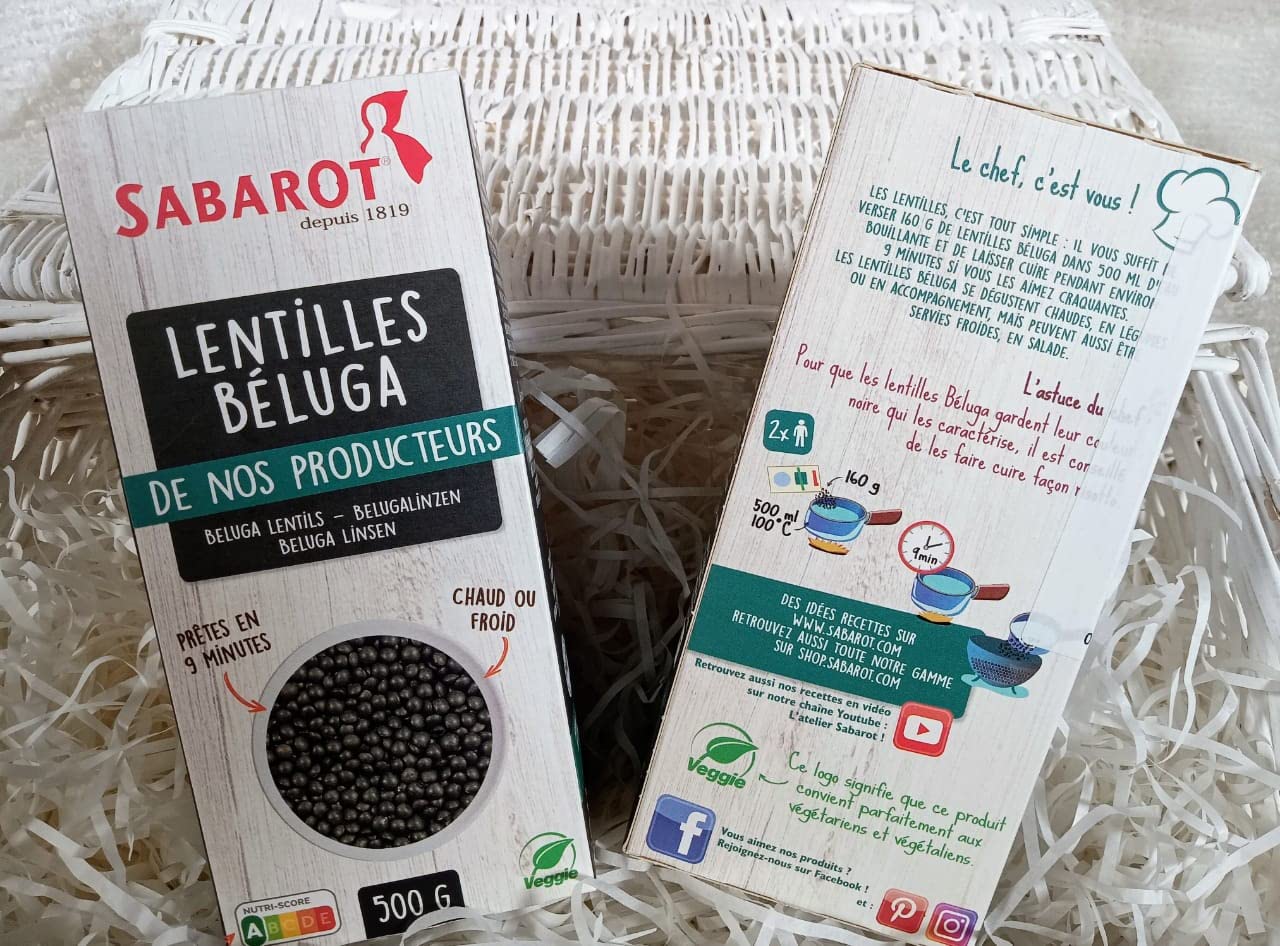 SABAROT®
depuis 1819
LENTILLES
BÉLUGA
DE NOS PRODUCTEURS
BELUGA LENTILS – BELUGALINZEN
BELUGA LINSEN
PRÊTES EN
9 MINUTES
CHAUD OU
FROID
Veggie
NUTRI-SCORE
A B C D E
500 G
Le chef, c'est vous !
LES LENTILLES, C'EST TOUT SIMPLE : IL VOUS SUFFIT
VERSER 160 G DE LENTILLES BÉLUGA DANS 500 ML D'EAU
BOUILLANTE ET DE LAISSER CUIRE PENDANT ENVIRON
9 MINUTES SI VOUS LES AIMEZ CRAQUANTES.
LES LENTILLES BÉLUGA SE DÉGUSTENT CHAUDES, EN LÉGUMES
OU EN ACCOMPAGNEMENT, MAIS PEUVENT AUSSI ÊTRE
SERVIES FROIDES, EN SALADE.
L'astuce du chef :
Pour que les lentilles Béluga gardent leur couleur
noire qui les caractérise, il est conseillé
de les faire cuire façon risotto.
2x
160 g
500 ml
100°C
9min
DES IDÉES RECETTES SUR
WWW.SABAROT.COM
RETROUVEZ AUSSI TOUTE NOTRE GAMME
SUR SHOP.SABAROT.COM
Retrouvez aussi nos recettes en vidéo
sur notre chaîne Youtube :
L'atelier Sabarot !
Veggie
Ce logo signifie que ce produit
convient parfaitement aux
végétariens et végétaliens.
f
Vous aimez nos produits ?
Rejoignez-nous sur Facebook !
et :